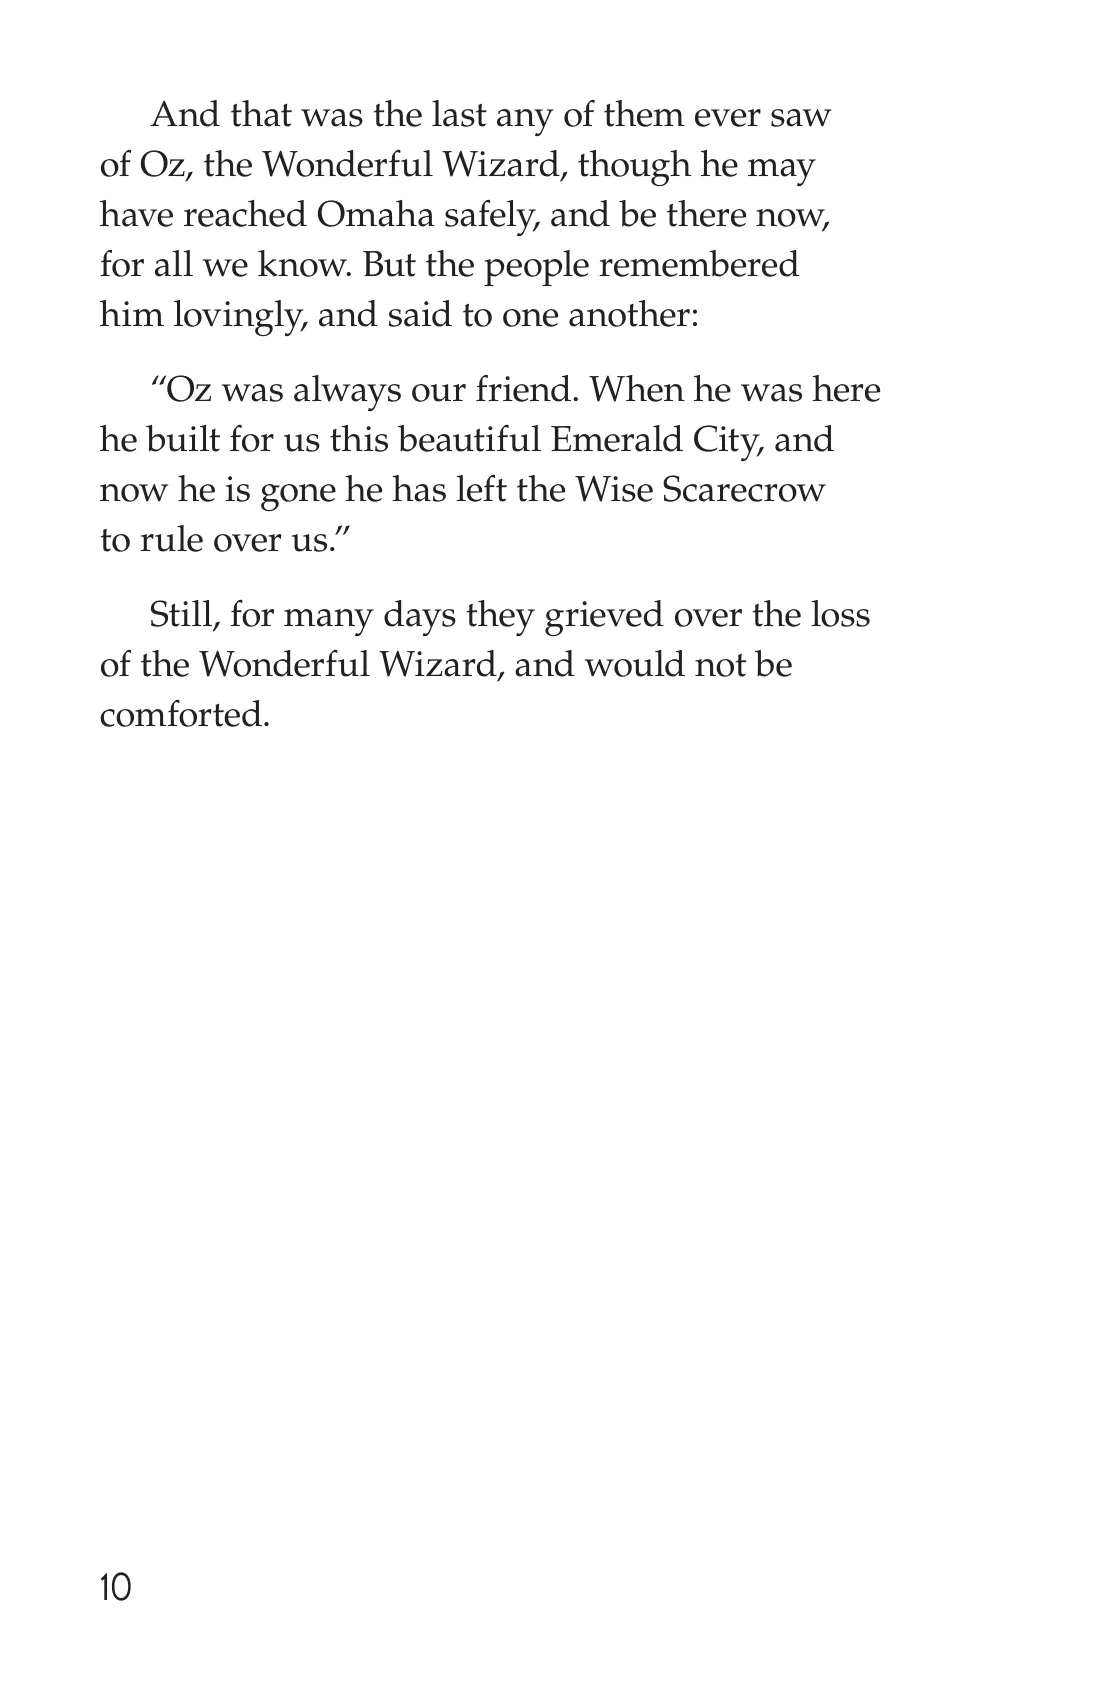 And that was the last any of them ever saw
of Oz, the Wonderful Wizard, though he may
have reached Omaha safely, and be there now,
for all we know. But the people remembered
him lovingly, and said to one another:
“Oz was always our friend. When he was here
he built for us this beautiful Emerald City, and
now he is gone he has left the Wise Scarecrow
to rule over us.”
Still, for many days they grieved over the loss
of the Wonderful Wizard, and would not be
comforted.
10